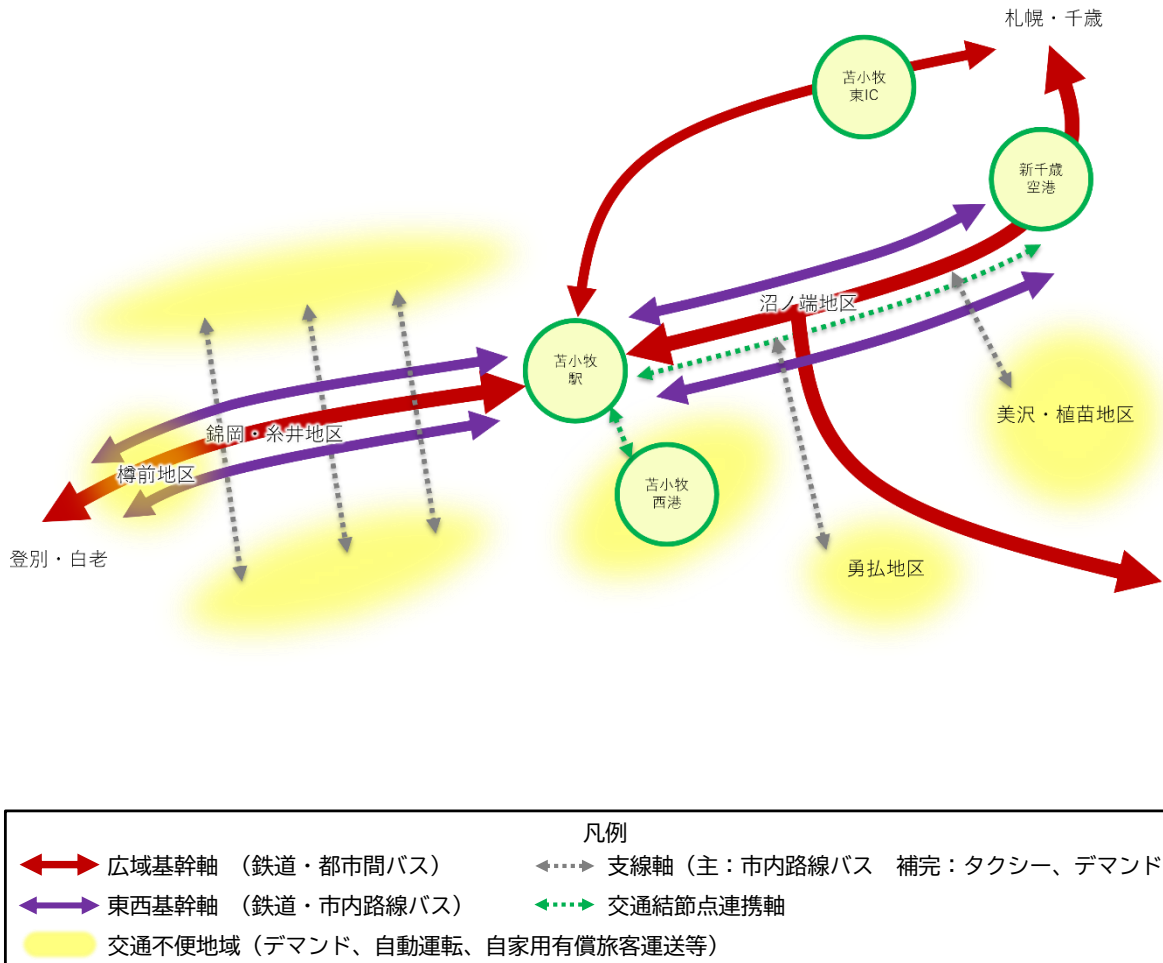 札幌・千歳
苫小牧
東IC
新千歳
空港
沼ノ端地区
苫小牧
駅
美沢・植苗地区
錦岡・糸井地区
樽前地区
苫小牧
西港
登別・白老
勇払地区
凡例
広域基幹軸 （鉄道・都市間バス）
支線軸（主：市内路線バス　補完：タクシー、デマンド
東西基幹軸 （鉄道・市内路線バス）
交通結節点連携軸
交通不便地域（デマンド、自動運転、自家用有償旅客運送等）